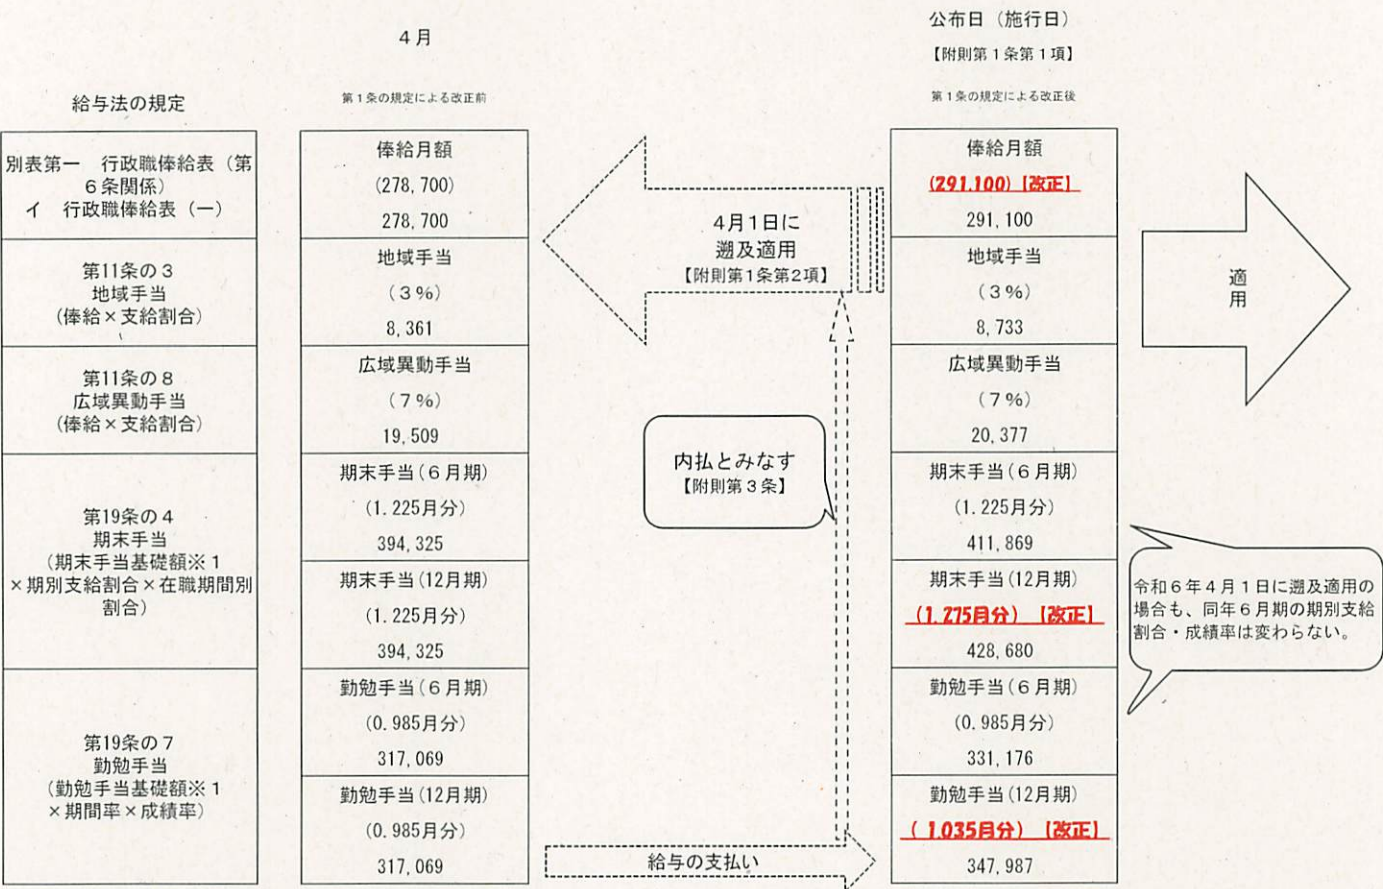 給与法の規定
別表第一　行政職俸給表（第
６条関係）
イ　行政職俸給表（一）
第11条の３
地域手当
(俸給×支給割合)
第11条の８
広域異動手当
(俸給×支給割合)
第19条の４
期末手当
(期末手当基礎額※１
×期別支給割合×在職期間別
割合)
第19条の７
勤勉手当
(勤勉手当基礎額※１
×期間率×成績率)
４月
第１条の規定による改正前
俸給月額
(278,700)
278,700
地域手当
(３%)
8,361
広域異動手当
(７%)
19,509
期末手当(６月期)
(1.225月分)
394,325
期末手当(12月期)
(1.225月分)
394,325
勤勉手当(６月期)
(0.985月分)
317,069
勤勉手当(12月期)
(0.985月分)
317,069
4月1日に
遡及適用
【附則第1条第2項】
内払とみなす
【附則第３条】
給与の支払い
公布日（施行日）
【附則第１条第１項】
第１条の規定による改正後
俸給月額
(291,100)【改正】
291,100
地域手当
(３%)
8,733
広域異動手当
(７%)
20,377
期末手当(６月期)
(1.225月分)
411,869
期末手当(12月期)
(1.275月分)【改正】
428,680
勤勉手当(６月期)
(0.985月分)
331,176
勤勉手当(12月期)
(1.035月分)【改正】
347,987
適
用
令和６年４月１日に遡及適用の
場合も、同年６月期の期別支給
割合・成績率は変わらない。